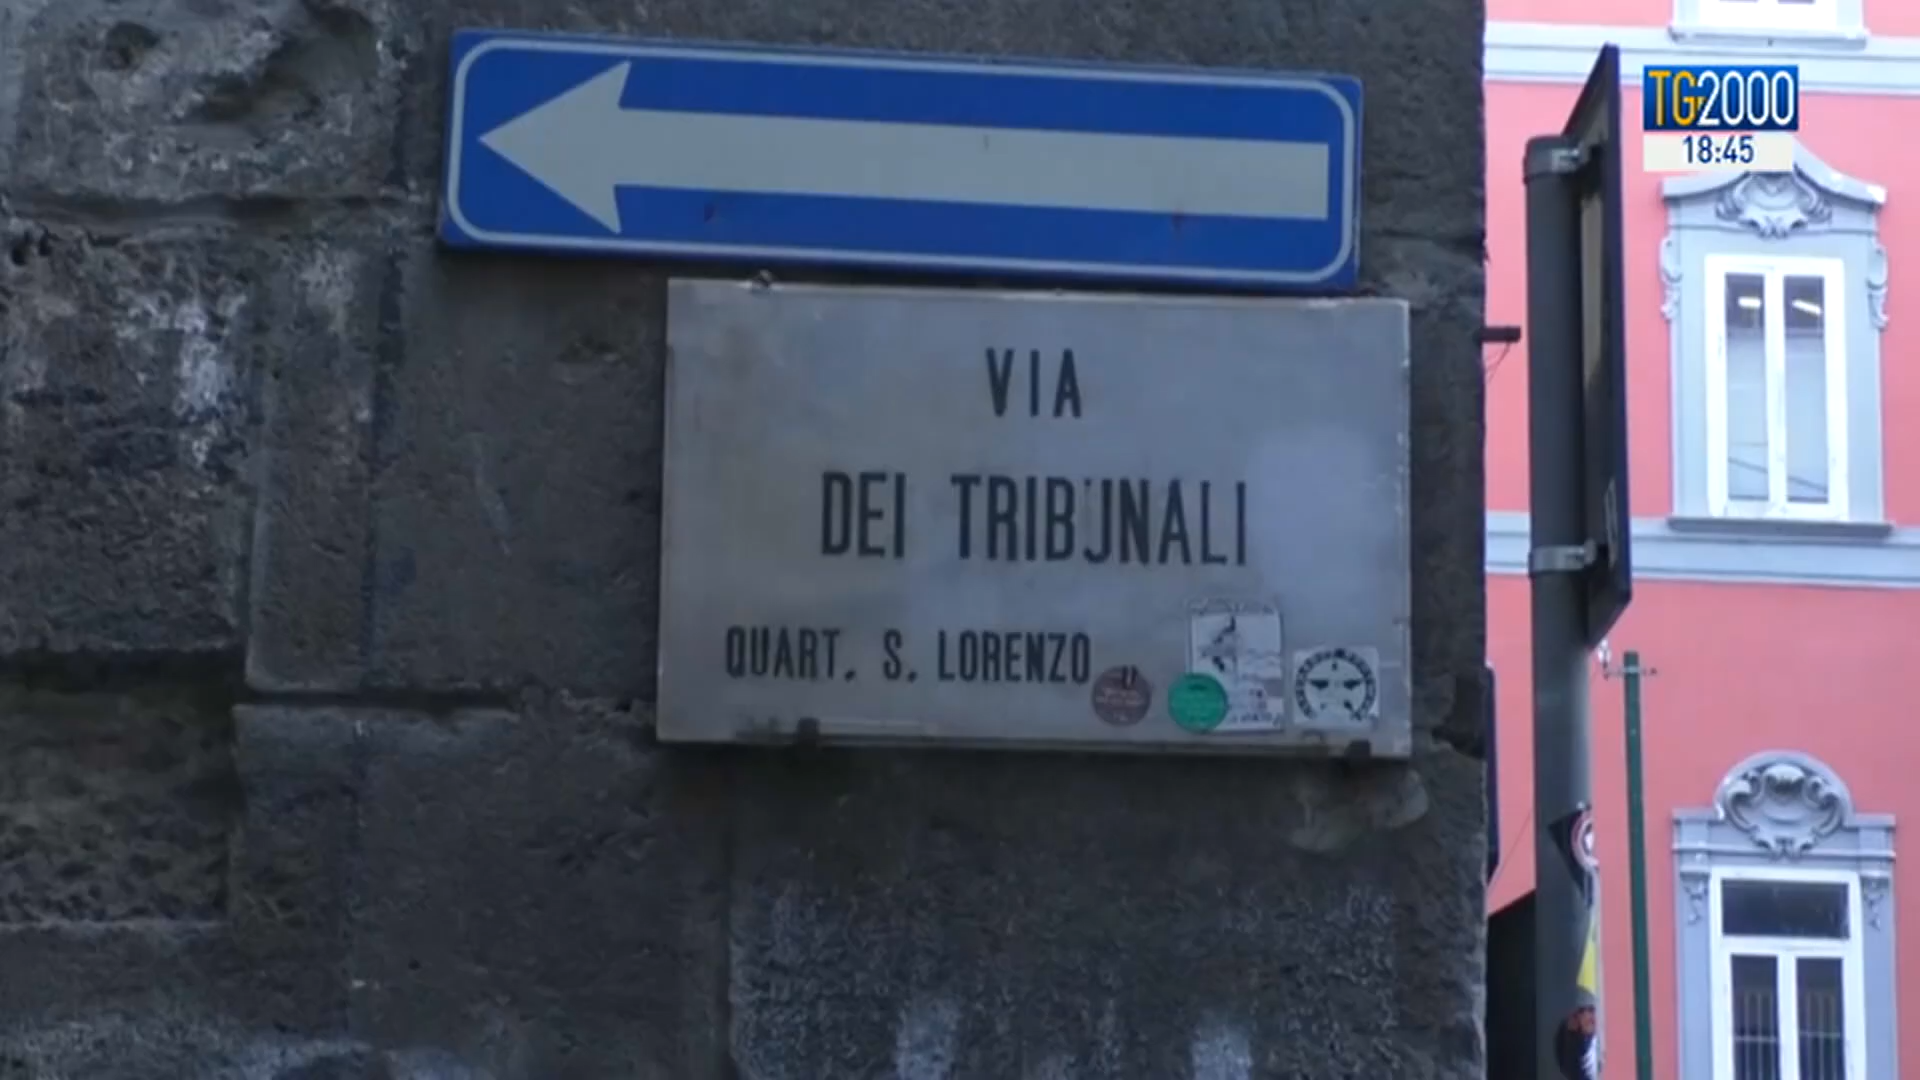 TG2000
18:45
VIA
DEI TRIBUNALI
QUART. S. LORENZO